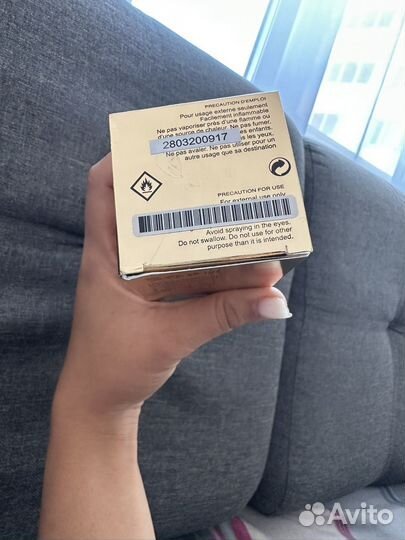 PRECAUTION D'EMPLOI
Pour usage externe seulement
Facilement inflammable
Ne pas vaporiser près d'une flamme ou
d'une source de chaleur. Ne pas fumer.
des enfants.
2803200917
les yeux.
Ne pas avaler. Ne pas utiliser pour un
autre usage que sa destination
PRECAUTION FOR USE
For external use only
Avoid spraying in the eyes.
Do not swallow. Do not use for other
purpose than it is intended.
Avito